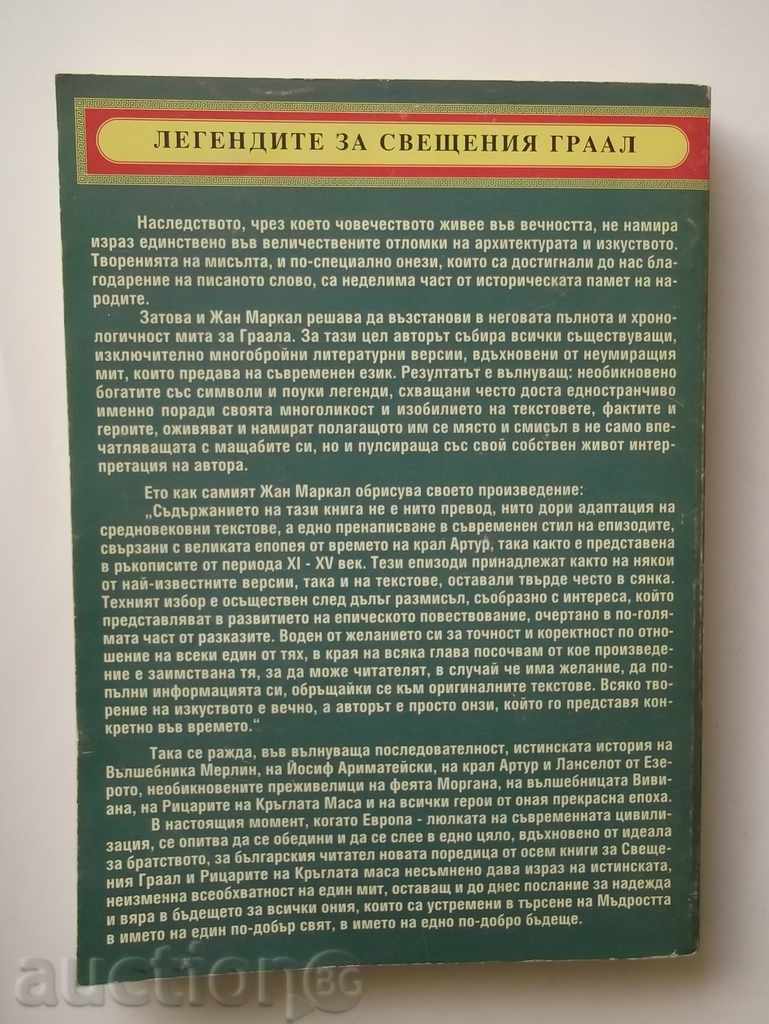 ЛЕГЕНДИТЕ ЗА СВЕЩЕНИЯ ГРААЛ
Наследството, чрез което човечеството живее във вечността, не намира
израз единствено във величествените отломки на архитектурата и изкуството.
Творенията на мисълта, и по-специално онези, които са достигнали до нас бла-
годарение на писаното слово, са неделима част от историческата памет на на-
родите.
Затова и Жан Маркал решава да възстанови в неговата пълнота и хроно-
логичност мита за Граала. За тази цел авторът събира всички съществуващи,
изключително многобройни литературни версии, вдъхновени от неумиращия
мит, които предава на съвременен език. Резултатът е вълнуващ: необикновено
богатите със символи и поуки легенди, схващани често доста едностранчиво
именно поради своята многоликост и изобилието на текстовете, фактите и
героите, оживяват и намират полагащото им се място и смисъл в не само впе-
чатляващата с мащабите си, но и пулсираща със свой собствен живот интер-
претация на автора.
Ето как самият Жан Маркал обрисува своето произведение:
„Съдържанието на тази книга не е нито превод, нито дори адаптация на
средновековни текстове, а едно пренаписване в съвременен стил на епизодите,
свързани с великата епопея от времето на крал Артур, така както е представена
в ръкописите от периода XI - XV век. Тези епизоди принадлежат както на някои
от най-известните версии, така и на текстове, оставали твърде често в сянка.
Техният избор е осъществен след дълъг размисъл, съобразно с интереса, който
представляват в развитието на епическото повествование, очертано в по-голя-
мата част от разказите. Воден от желанието си за точност и коректност по отно-
шение на всеки един от тях, в края на всяка глава посочвам от кое произведе-
ние е заимствана тя, за да може читателят, в случай че има желание, да по-
пълни информацията си, обръщайки се към оригиналните текстове. Всяко тво-
рение на изкуството е вечно, а авторът е просто онзи, който го представя кон-
кретно във времето.“
Така се ражда, във вълнуваща последователност, истинската история на
Вълшебника Мерлин, на Йосиф Ариматейски, на крал Артур и Ланселот от Езе-
рото, необикновените преживелици на феята Моргана, на вълшебницата Виви-
ана, на Рицарите на Кръглата Маса и на всички герои от оная прекрасна епоха.
В настоящия момент, когато Европа - люлката на съвременната цивили-
зация, се опитва да се обедини и да се слее в едно цяло, вдъхновено от идеала
за братството, за българския читател новата поредица от осем книги за Свеще-
ния Граал и Рицарите на Кръглата маса несъмнено дава израз на истинската,
неизменна всеобхватност на един мит, оставащ и до днес послание за надежда
и вяра в бъдещето за всички ония, които са устремени в търсене на Мъдростта
в името на един по-добър свят, в името на едно по-добро бъдеще.
auctionBG